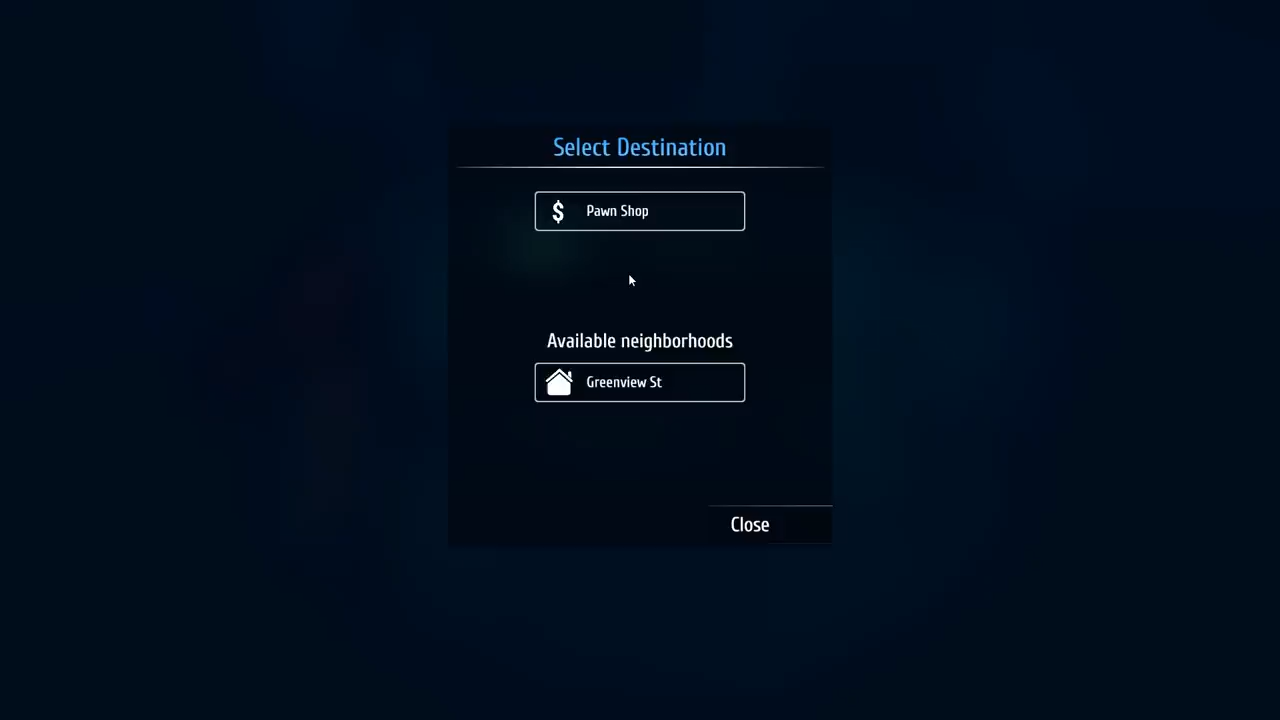 Select Destination
$ Pawn Shop
Available neighborhoods
Greenview St
Close